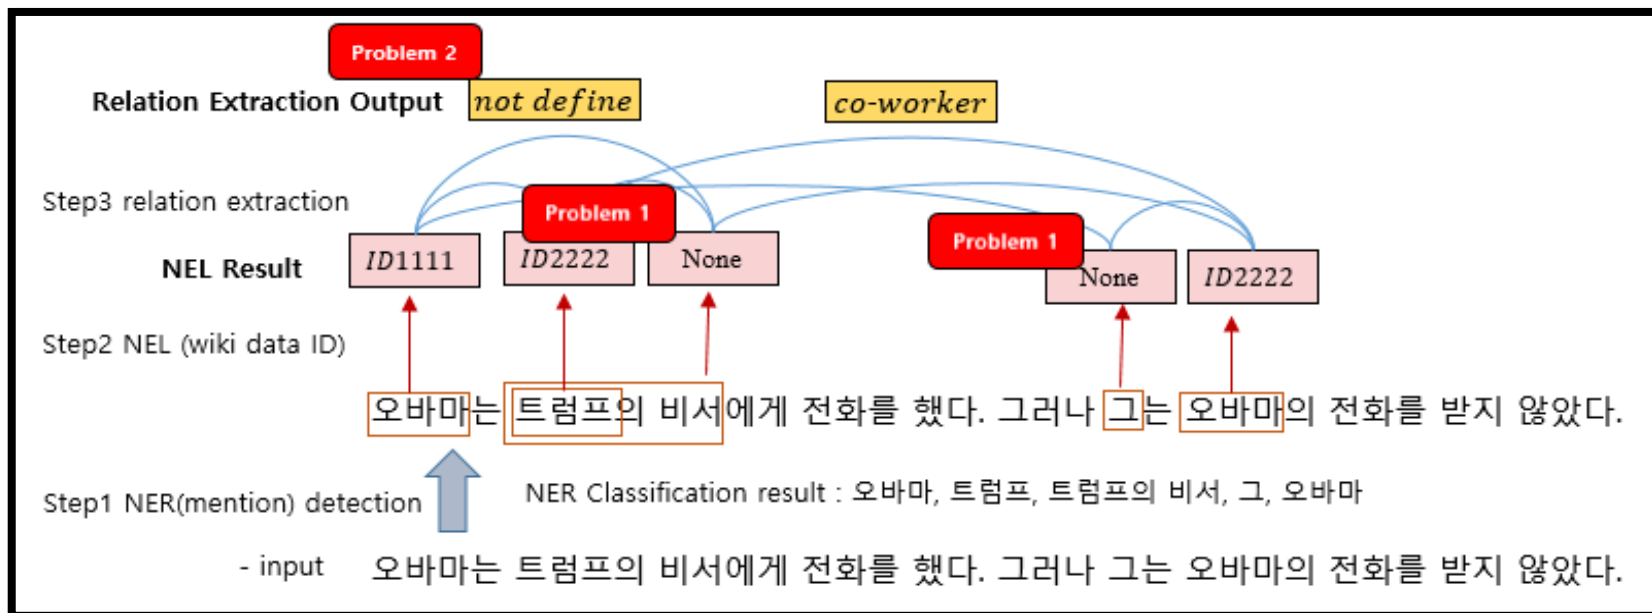 Problem 2
Relation Extraction Output not define co-worker
Step3 relation extraction
Problem 1
Problem 1
NEL Result ID1111 ID2222 None None ID2222
Step2 NEL (wiki data ID)
오바마는 트럼프의 비서에게 전화를 했다. 그러나 그는 오바마의 전화를 받지 않았다.
Step1 NER(mention) detection NER Classification result : 오바마, 트럼프, 트럼프의 비서, 그, 오바마
- input 오바마는 트럼프의 비서에게 전화를 했다. 그러나 그는 오바마의 전화를 받지 않았다.